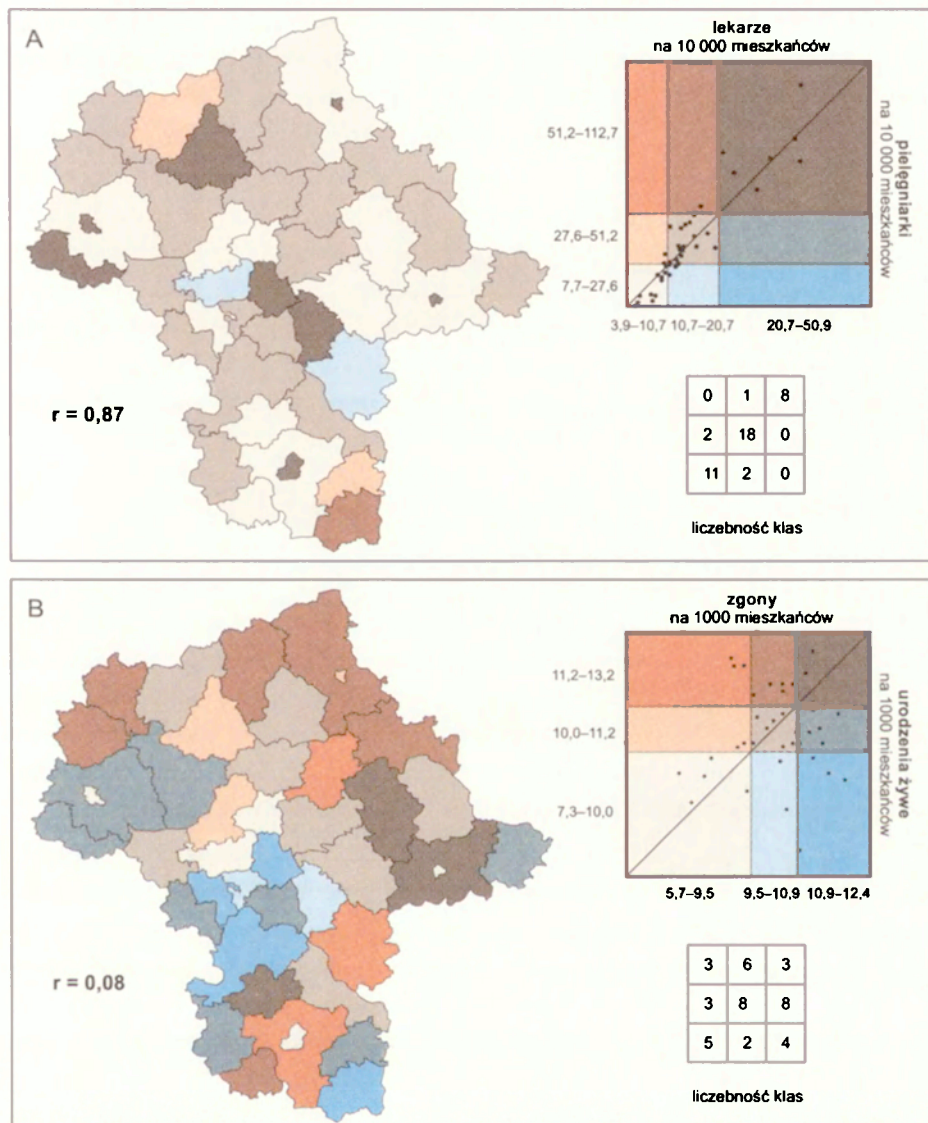 A
lekarze
na 10 000 mieszkańców
51,2–112,7
27,6–51,2
7,7–27,6
pielęgniarki
na 10 000 mieszkańców
3,9–10,7 10,7–20,7 20,7–50,9
r = 0,87
0 1 8
2 18 0
11 2 0
liczebność klas
B
zgony
na 1000 mieszkańców
11,2–13,2
10,0–11,2
7,3–10,0
urodzenia żywe
na 1000 mieszkańców
5,7–9,5 9,5–10,9 10,9–12,4
r = 0,08
3 6 3
3 8 8
5 2 4
liczebność klas